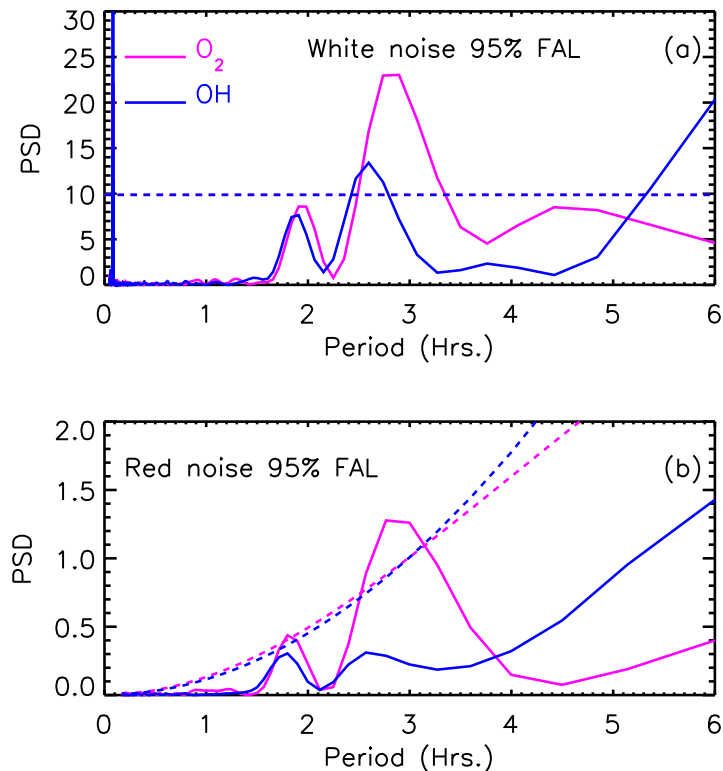 30
25
20
15
10
5
0
PSD
O₂
OH
White noise 95% FAL
(a)
0 1 2 3 4 5 6
Period (Hrs.)
2.0
1.5
1.0
0.5
0.0
PSD
Red noise 95% FAL
(b)
0 1 2 3 4 5 6
Period (Hrs.)